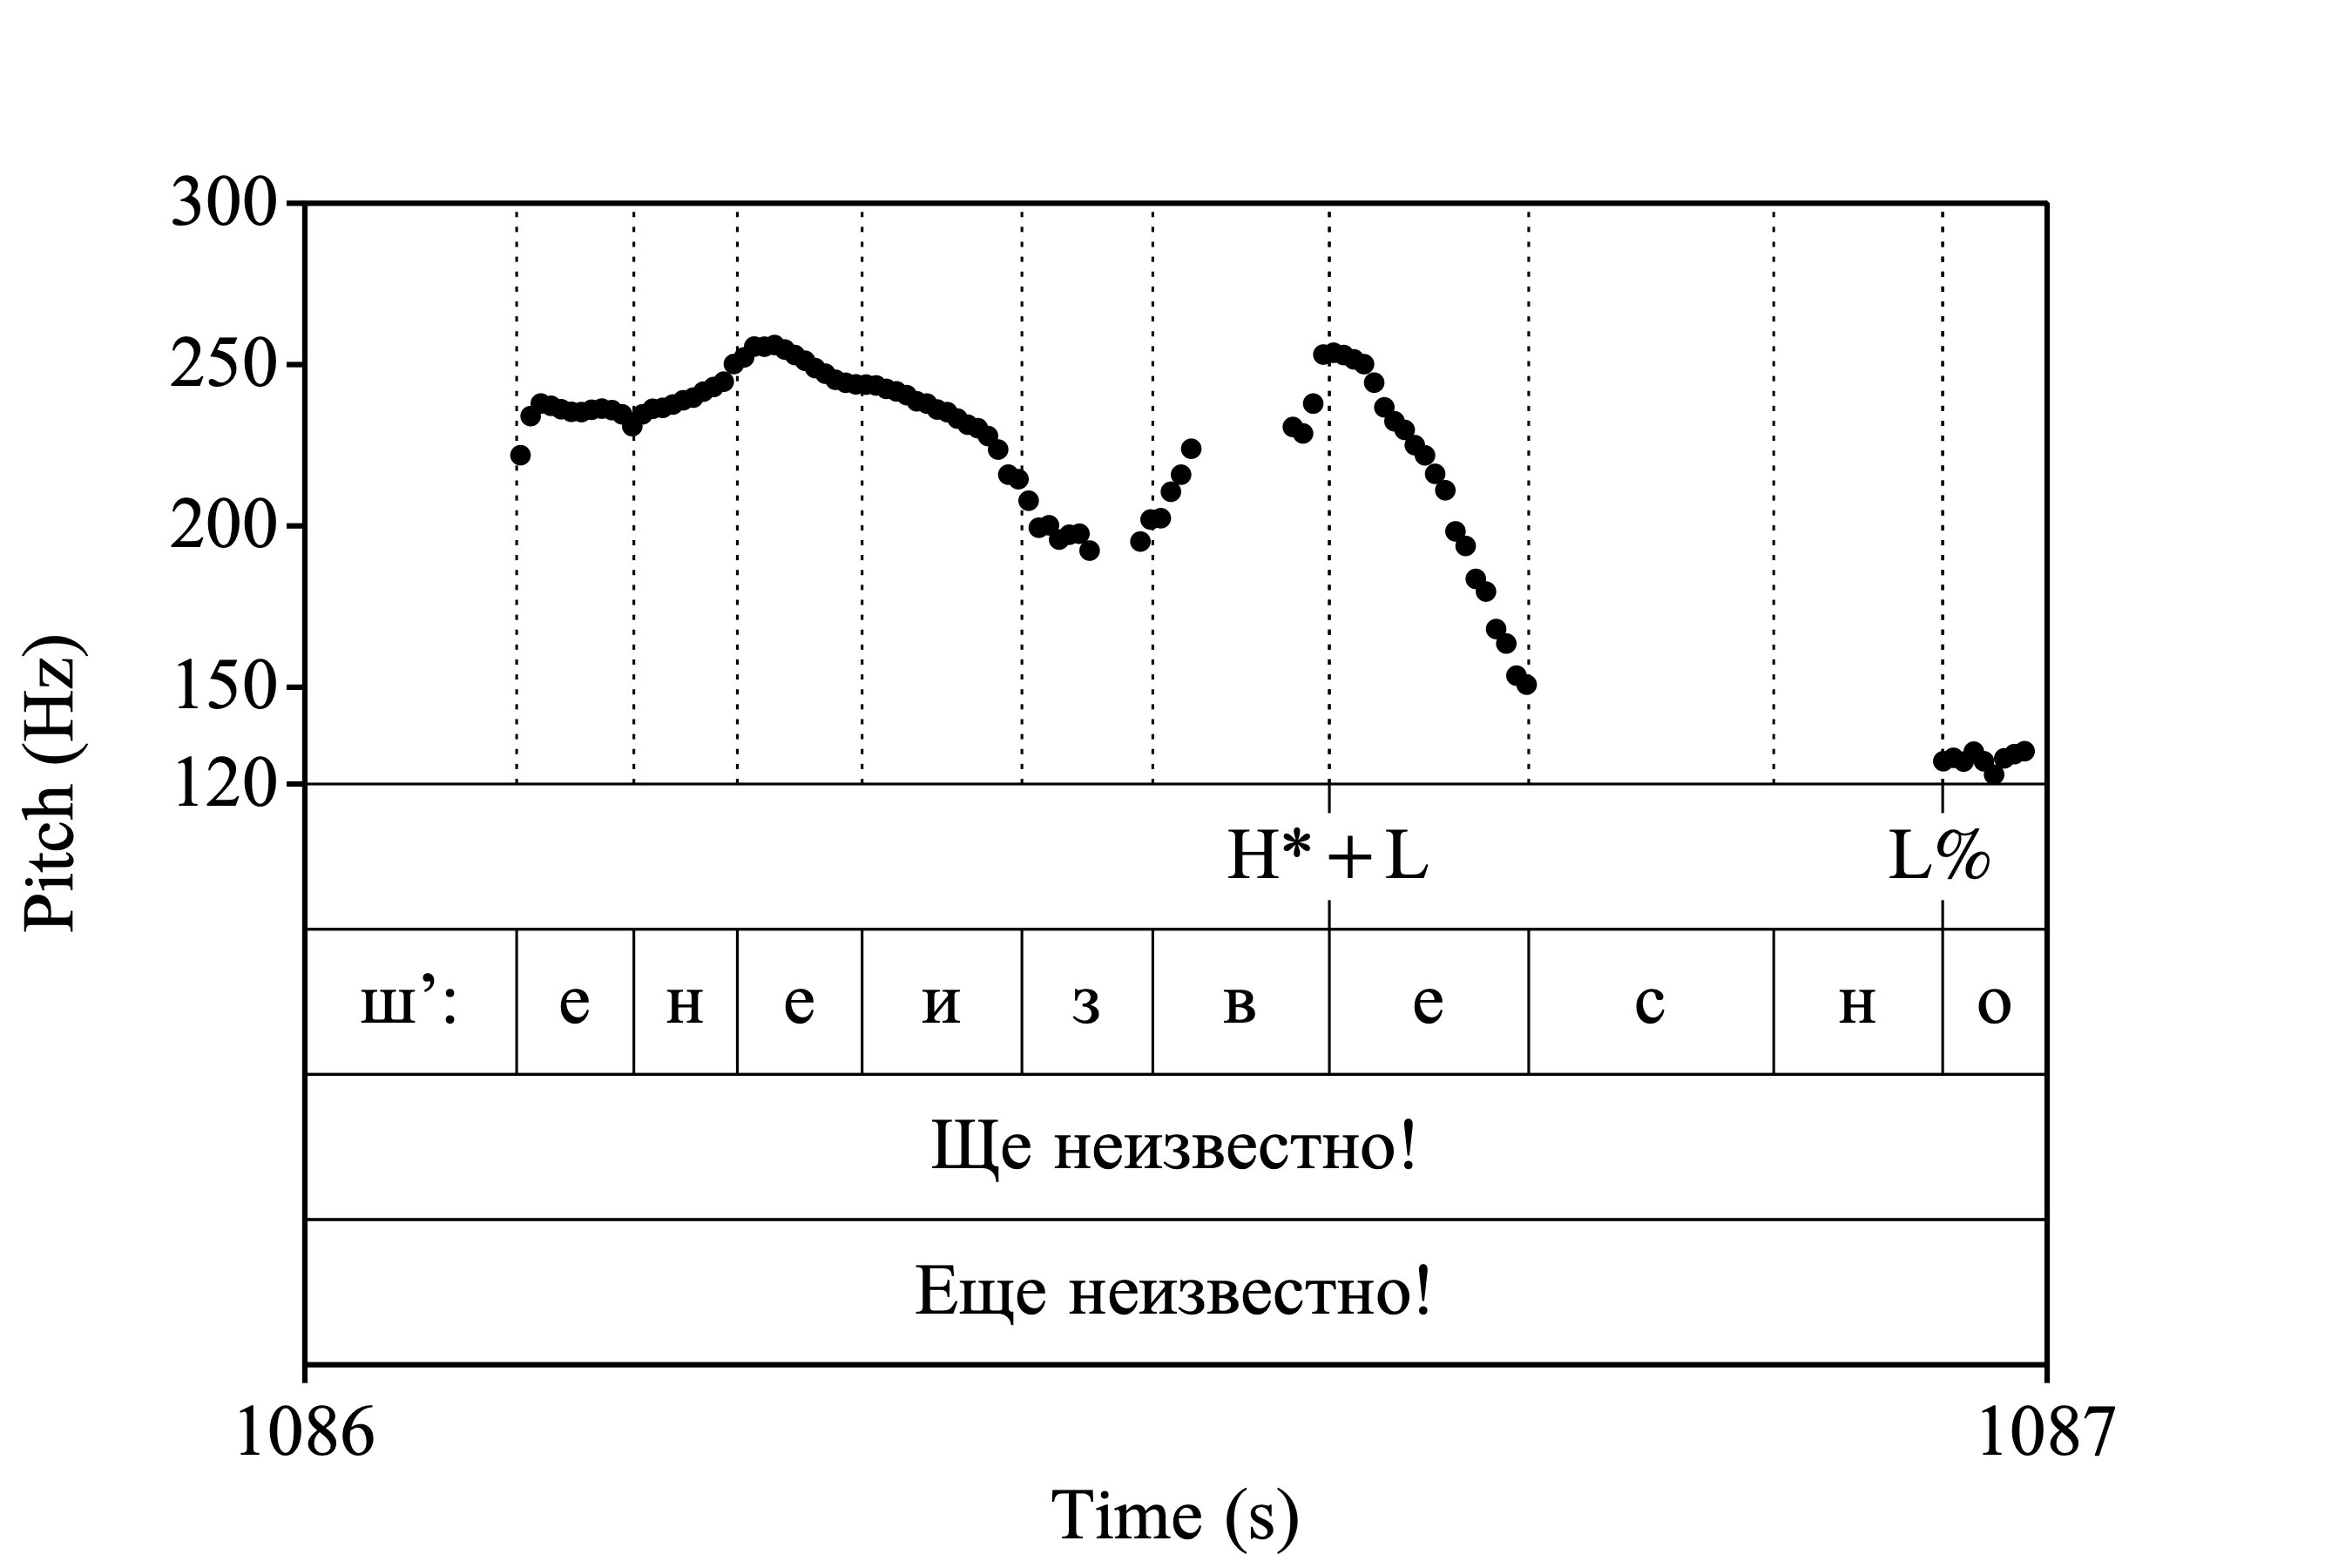 300
250
200
150
120
Pitch (Hz)
H* + L L%
ш’: е н е и з в е с н о
Ще неизвестно!
Еще неизвестно!
1086 1087
Time (s)